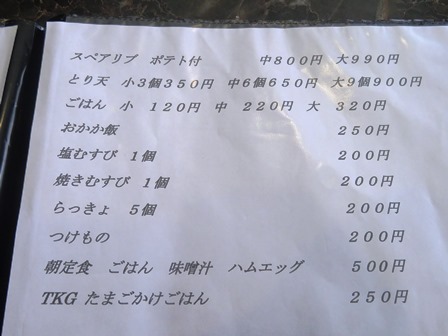 スペアリブ　ポテト付　中８００円　大９９０円
とり天　小３個３５０円　中６個６５０円　大９個９００円
ごはん　小　１２０円　中　２２０円　大　３２０円
おかか飯　２５０円
塩むすび　１個　２００円
焼きむすび　１個　２００円
らっきょ　５個　２００円
つけもの　２００円
朝定食　ごはん　味噌汁　ハムエッグ　５００円
TKG たまごかけごはん　２５０円